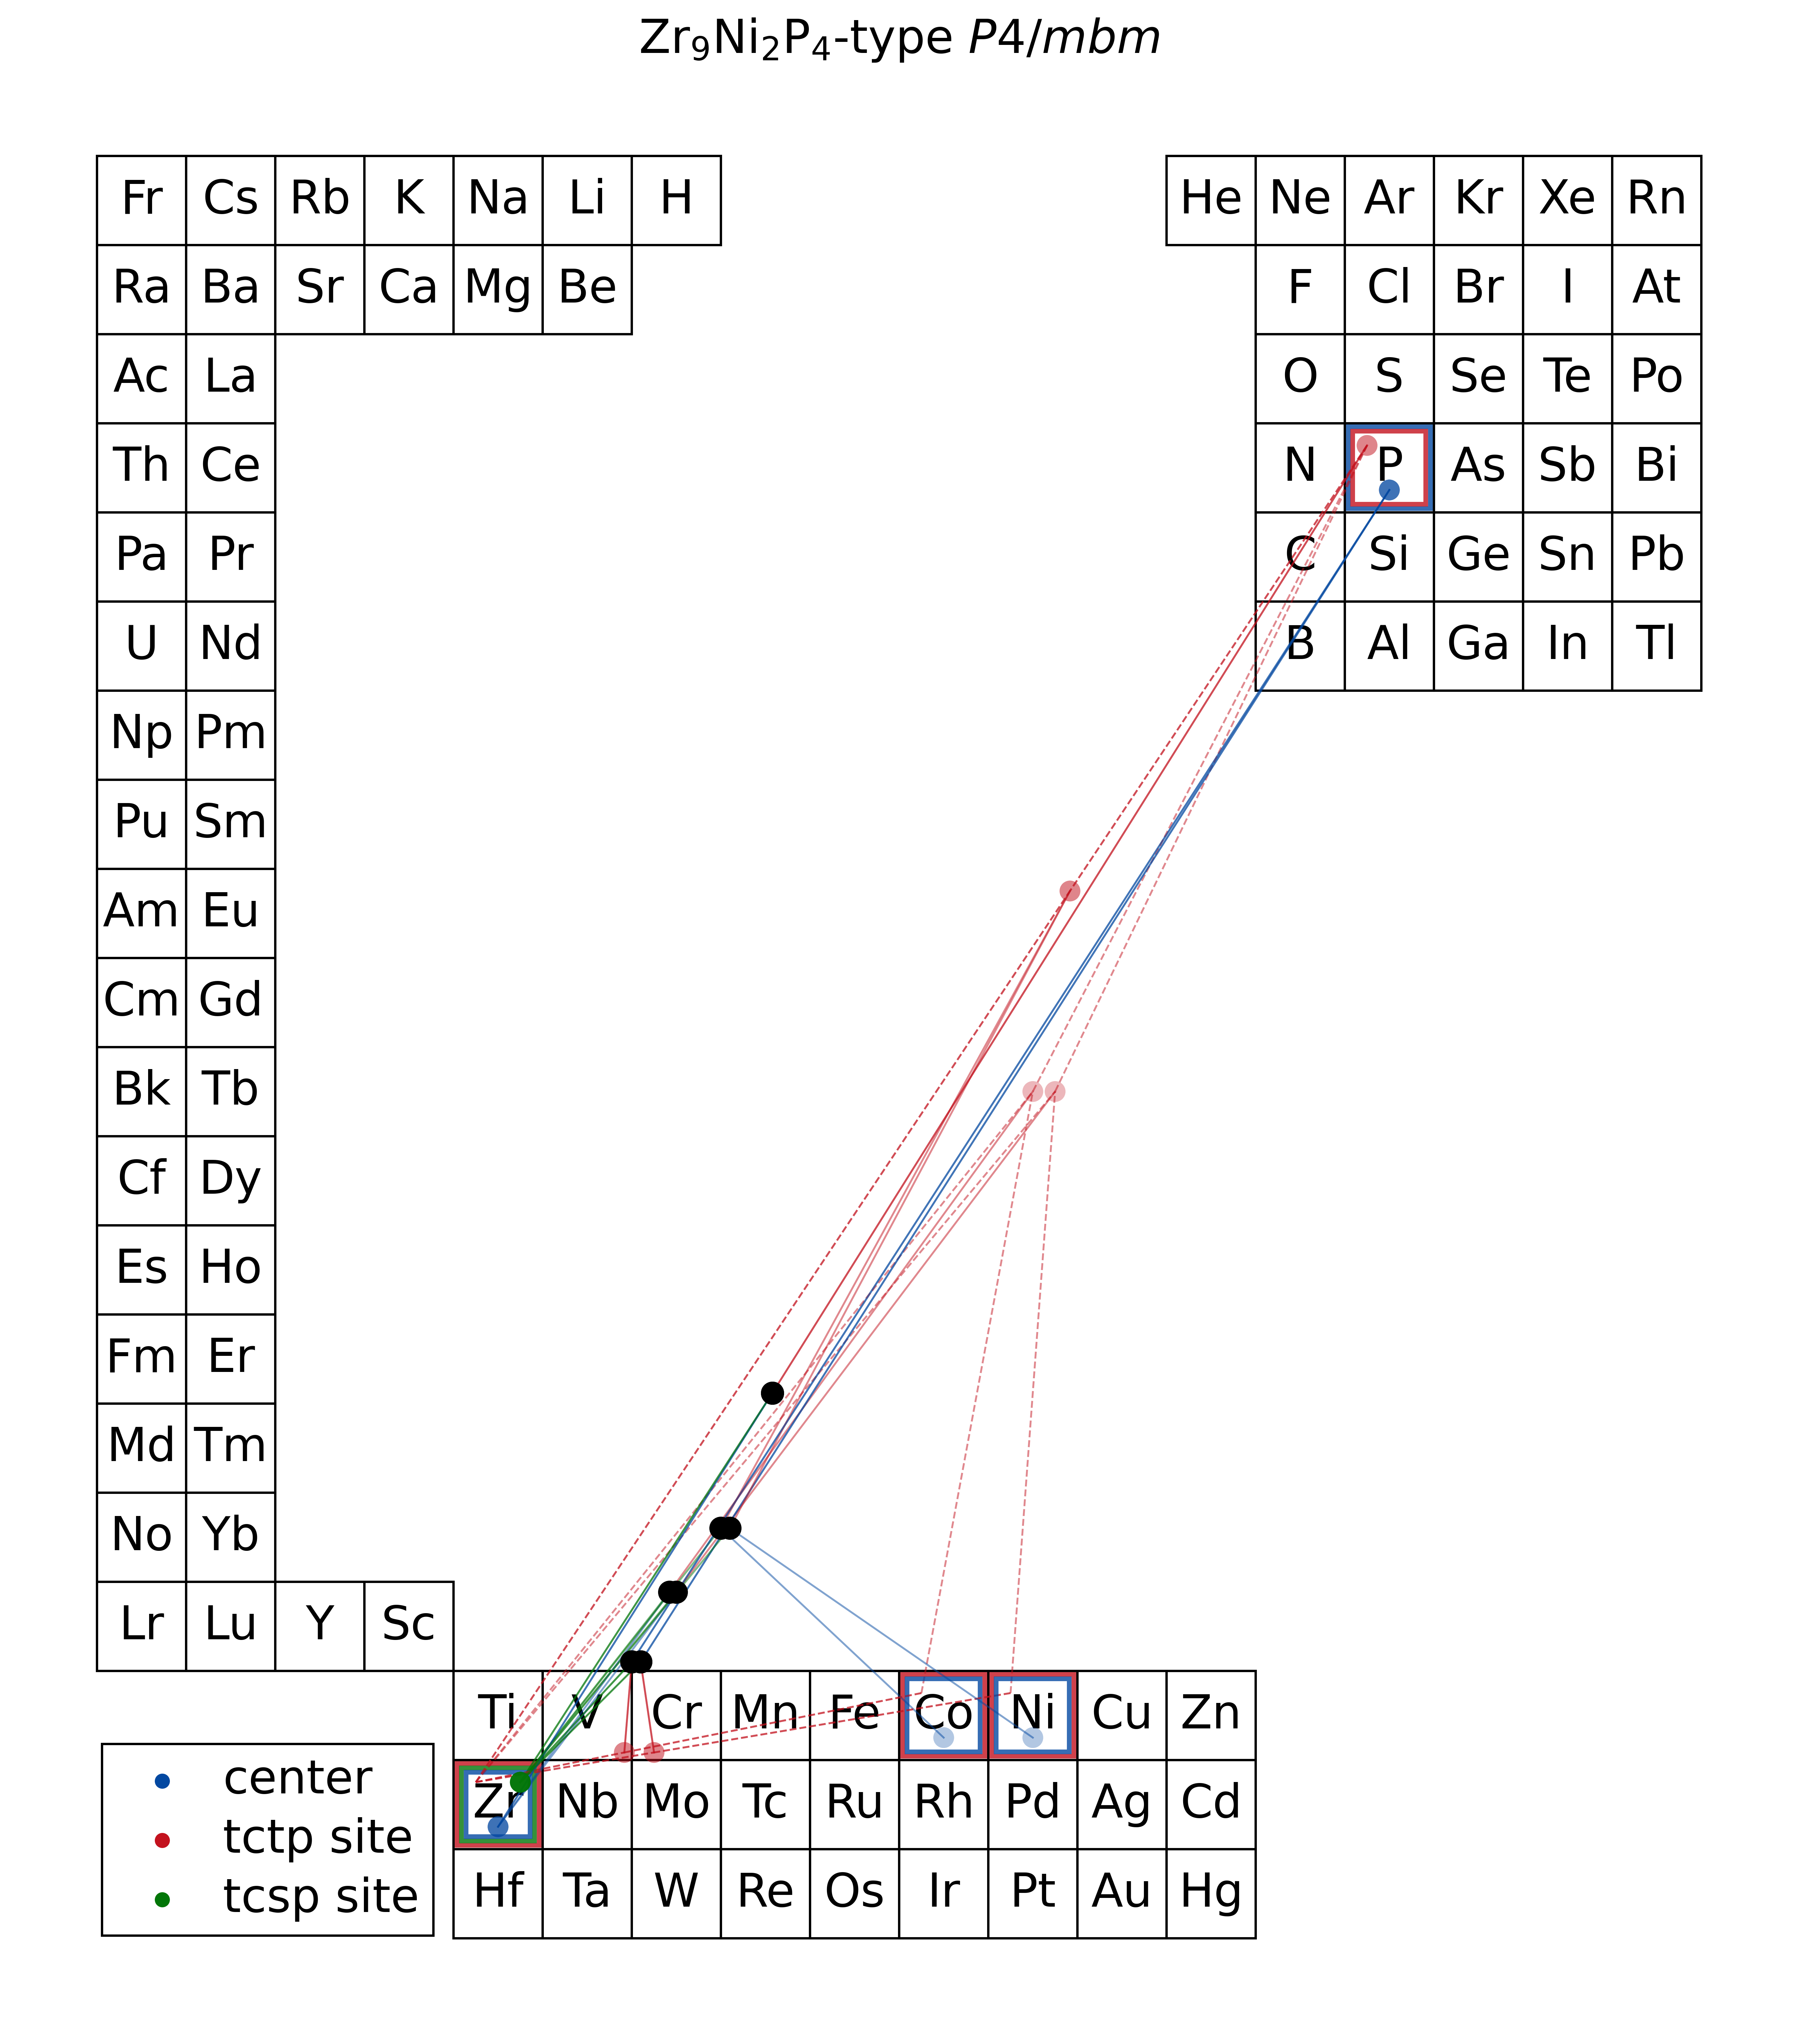 Zr₉Ni₂P₄-type P4/mbm
Fr Cs Rb K Na Li H He Ne Ar Kr Xe Rn
Ra Ba Sr Ca Mg Be F Cl Br I At
Ac La O S Se Te Po
Th Ce N P As Sb Bi
Pa Pr C Si Ge Sn Pb
U Nd B Al Ga In Tl
Np Pm
Pu Sm
Am Eu
Cm Gd
Bk Tb
Cf Dy
Es Ho
Fm Er
Md Tm
No Yb
Lr Lu Y Sc
Ti V Cr Mn Fe Co Ni Cu Zn
Zr Nb Mo Tc Ru Rh Pd Ag Cd
Hf Ta W Re Os Ir Pt Au Hg
center
tctp site
tcsp site